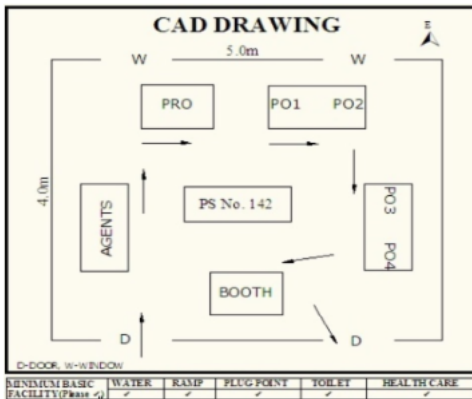 CAD DRAWING
5.0m
W W
PRO
PO1 PO2
4.0m
AGENTS
PS No. 142
PO3
PO4
BOOTH
D D
D-DOOR, W-WINDOW
MINIMUM BASIC FACILITY(Please ✓) WATER RAMP PLUG POINT TOILET HEALTH CARE
✓ ✓ ✓ ✓ ✓